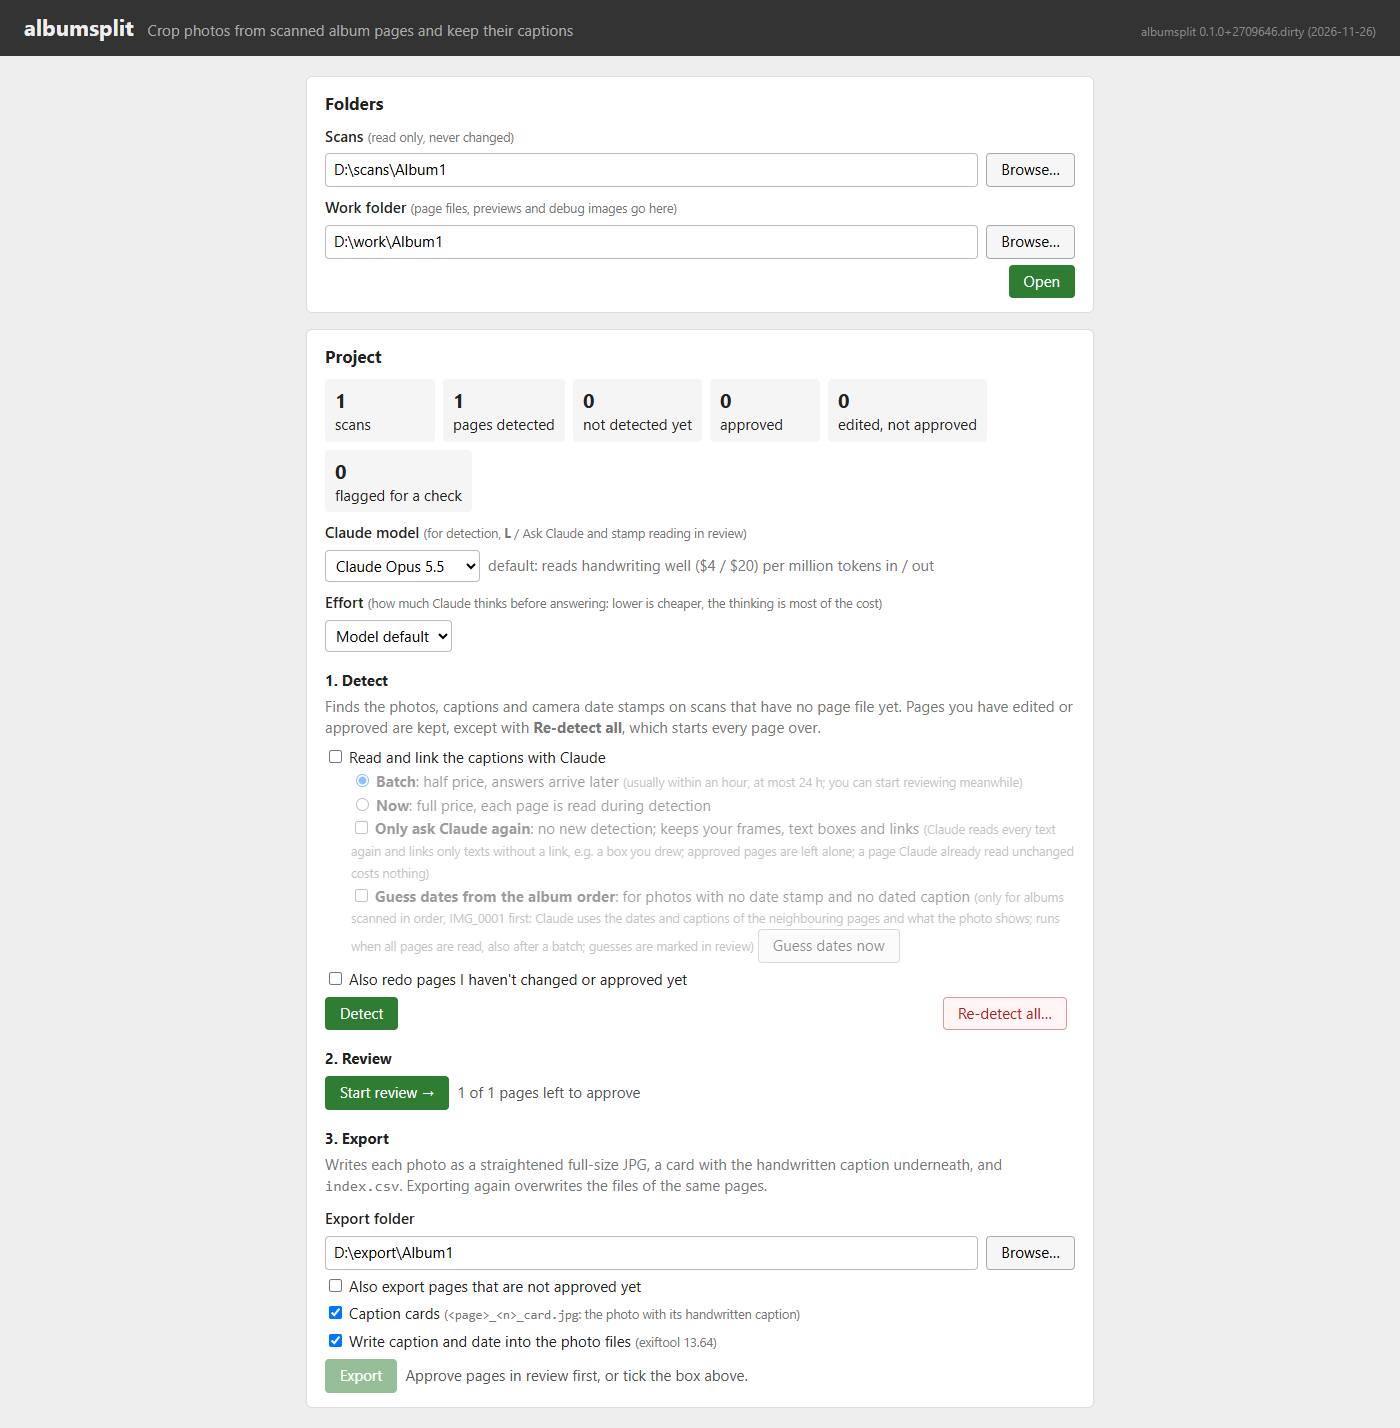 albumsplit Crop photos from scanned album pages and keep their captions albumsplit 0.1.0+2709646.dirty (2026-11-26)
Folders
Scans (read only, never changed)
D:\scans\Album1 Browse...
Work folder (page files, previews and debug images go here)
D:\work\Album1 Browse...
Open
Project
1 1 0 0 0
scans pages detected not detected yet approved edited, not approved
0
flagged for a check
Claude model (for detection, L / Ask Claude and stamp reading in review)
Claude Opus 5.5 default: reads handwriting well ($4 / $20) per million tokens in / out
Effort (how much Claude thinks before answering: lower is cheaper, the thinking is most of the cost)
Model default
1. Detect
Finds the photos, captions and camera date stamps on scans that have no page file yet. Pages you have edited or
approved are kept, except with Re-detect all, which starts every page over.
Read and link the captions with Claude
Batch: half price, answers arrive later (usually within an hour, at most 24 h; you can start reviewing meanwhile)
Now: full price, each page is read during detection
Only ask Claude again: no new detection; keeps your frames, text boxes and links (Claude reads every text
again and links only texts without a link, e.g. a box you drew; approved pages are left alone; a page Claude already read unchanged
costs nothing)
Guess dates from the album order: for photos with no date stamp and no dated caption (only for albums
scanned in order, IMG_0001 first: Claude uses the dates and captions of the neighbouring pages and what the photo shows; runs
when all pages are read, also after a batch; guesses are marked in review) Guess dates now
Also redo pages I haven't changed or approved yet
Detect Re-detect all...
2. Review
Start review → 1 of 1 pages left to approve
3. Export
Writes each photo as a straightened full-size JPG, a card with the handwritten caption underneath, and
index.csv. Exporting again overwrites the files of the same pages.
Export folder
D:\export\Album1 Browse...
Also export pages that are not approved yet
Caption cards (<page>_<n>_card.jpg: the photo with its handwritten caption)
Write caption and date into the photo files (exiftool 13.64)
Export Approve pages in review first, or tick the box above.